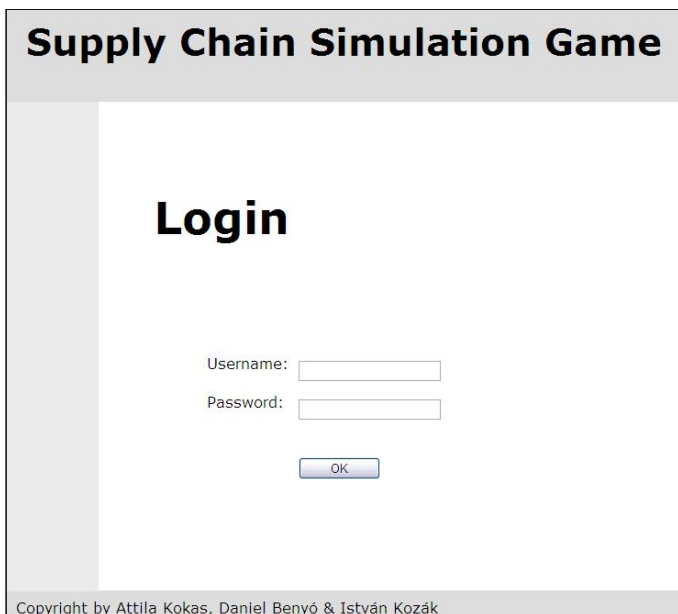 Supply Chain Simulation Game
Login
Username:
Password:
OK
Copyright by Attila Kokas, Daniel Benyó & István Kozák